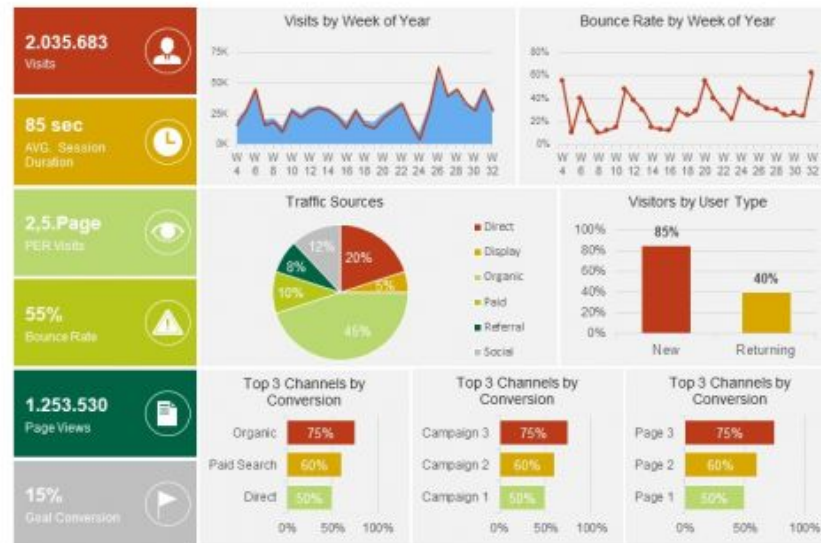 2.035.683
Visits
85 sec
AVG. Session
Duration
2,5.Page
PER Visits
55%
Bounce Rate
1.253.530
Page Views
15%
Goal Conversion
Visits by Week of Year
75K
50K
25K
0K
W W W W W W W W W W W W W W W
4 6 8 10 12 14 16 18 20 22 24 26 28 30 32
Bounce Rate by Week of Year
80%
60%
40%
20%
0%
W W W W W W W W W W W W W W W
4 6 8 10 12 14 16 18 20 22 24 26 28 30 32
Traffic Sources
12%
20%
8%
5%
10%
45%
Direct
Display
Organic
Paid
Referral
Social
Visitors by User Type
100%
80%
60%
40%
20%
0%
85%
40%
New Returning
Top 3 Channels by
Conversion
Organic 75%
Paid Search 60%
Direct 50%
0% 50% 100%
Top 3 Channels by
Conversion
Campaign 3 75%
Campaign 2 60%
Campaign 1 50%
0% 50% 100%
Top 3 Channels by
Conversion
Page 3 75%
Page 2 60%
Page 1 50%
0% 50% 100%